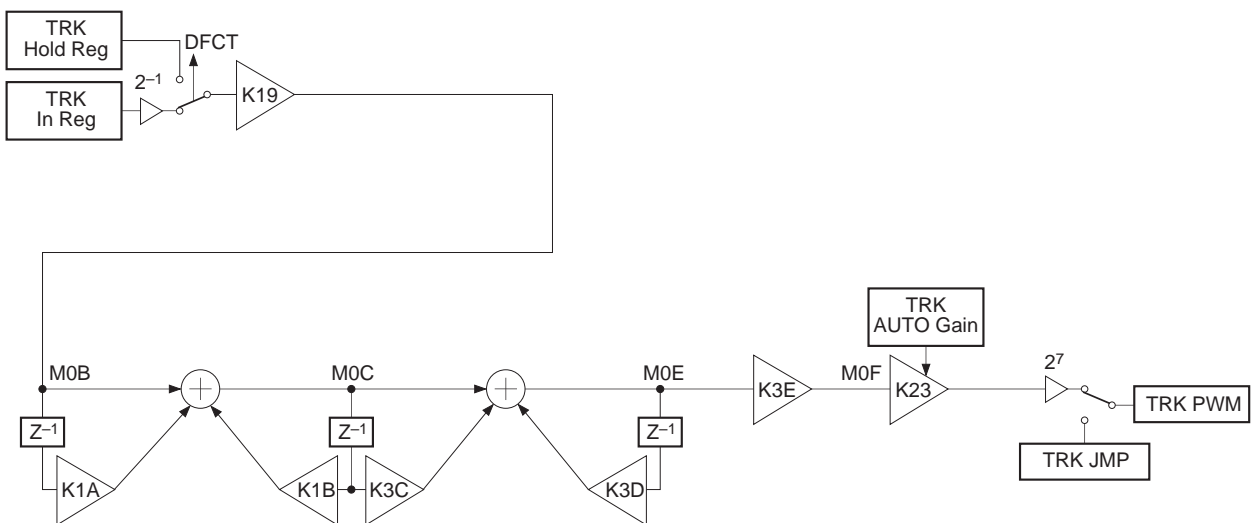 TRK
Hold Reg
DFCT
2⁻¹
TRK
In Reg
K19
TRK
AUTO Gain
M0B
M0C
M0E
K3E
M0F
K23
2⁷
TRK PWM
Z⁻¹
Z⁻¹
Z⁻¹
TRK JMP
K1A
K1B
K3C
K3D